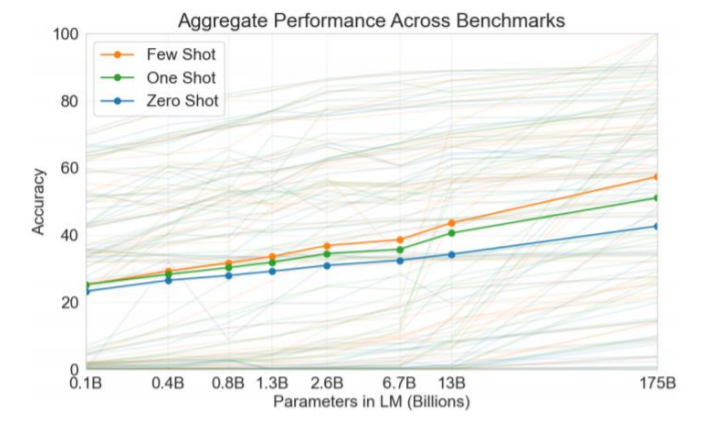 Aggregate Performance Across Benchmarks
100
Few Shot
One Shot
Zero Shot
80
60
40
20
0
Accuracy
0.1B 0.4B 0.8B 1.3B 2.6B 6.7B 13B 175B
Parameters in LM (Billions)